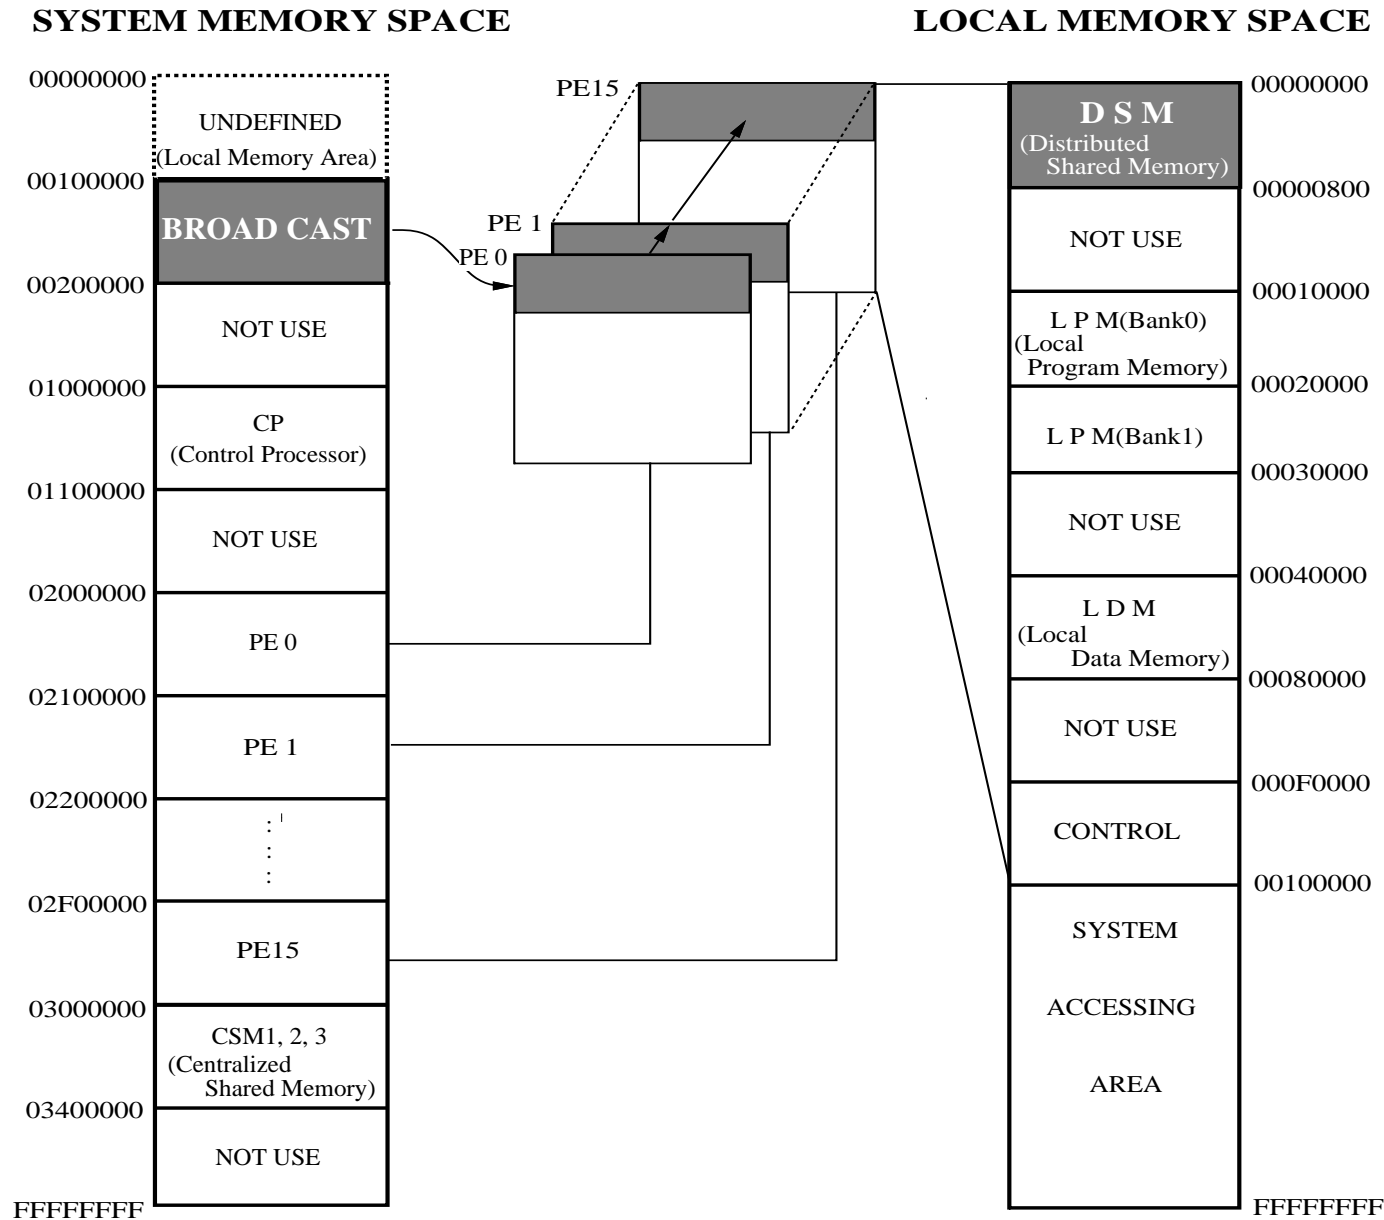 SYSTEM MEMORY SPACE
00000000
UNDEFINED
(Local Memory Area)
00100000
BROAD CAST
00200000
NOT USE
01000000
CP
(Control Processor)
01100000
NOT USE
02000000
PE 0
02100000
PE 1
02200000
02F00000
PE15
03000000
CSM1, 2, 3
(Centralized
Shared Memory)
03400000
NOT USE
FFFFFFFF
PE15
PE 1
PE 0
LOCAL MEMORY SPACE
00000000
D S M
(Distributed
Shared Memory)
00000800
NOT USE
00010000
L P M(Bank0)
(Local
Program Memory)
00020000
L P M(Bank1)
00030000
NOT USE
00040000
L D M
(Local
Data Memory)
00080000
NOT USE
000F0000
CONTROL
00100000
SYSTEM
ACCESSING
AREA
FFFFFFFF